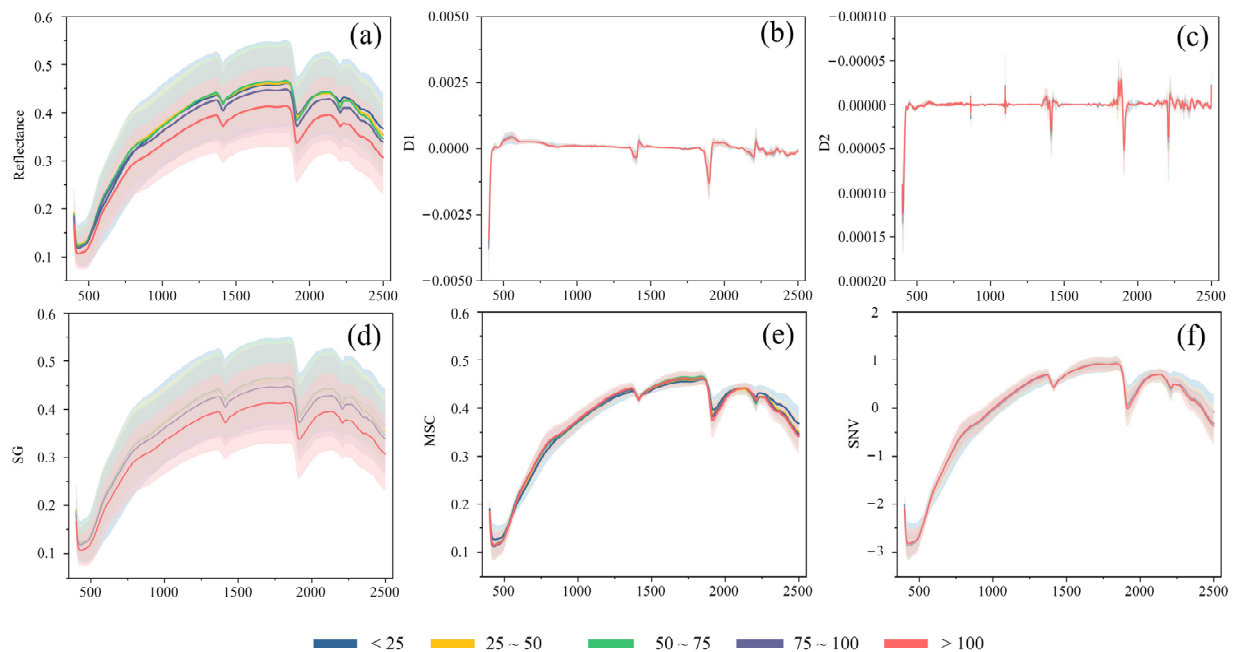 (a)
Reflectance
0.6
0.5
0.4
0.3
0.2
0.1
500 1000 1500 2000 2500
(b)
D1
0.0050
0.0025
0.0000
−0.0025
−0.0050
500 1000 1500 2000 2500
(c)
D2
−0.00010
−0.00005
0.00000
0.00005
0.00010
0.00015
0.00020
500 1000 1500 2000 2500
(d)
SG
0.6
0.5
0.4
0.3
0.2
0.1
500 1000 1500 2000 2500
(e)
MSC
0.6
0.5
0.4
0.3
0.2
0.1
500 1000 1500 2000 2500
(f)
SNV
2
1
0
−1
−2
−3
500 1000 1500 2000 2500
< 25 25 ~ 50 50 ~ 75 75 ~ 100 > 100